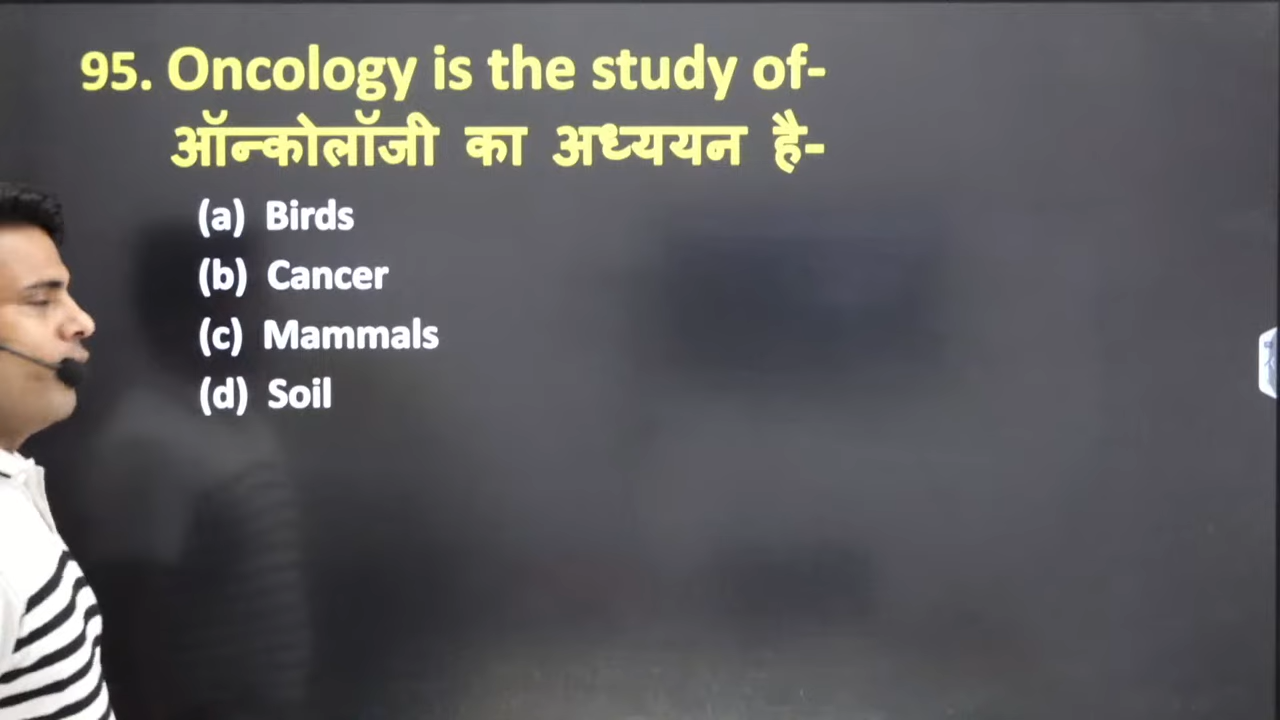 95. Oncology is the study of-
ऑन्कोलॉजी का अध्ययन है-
(a) Birds
(b) Cancer
(c) Mammals
(d) Soil